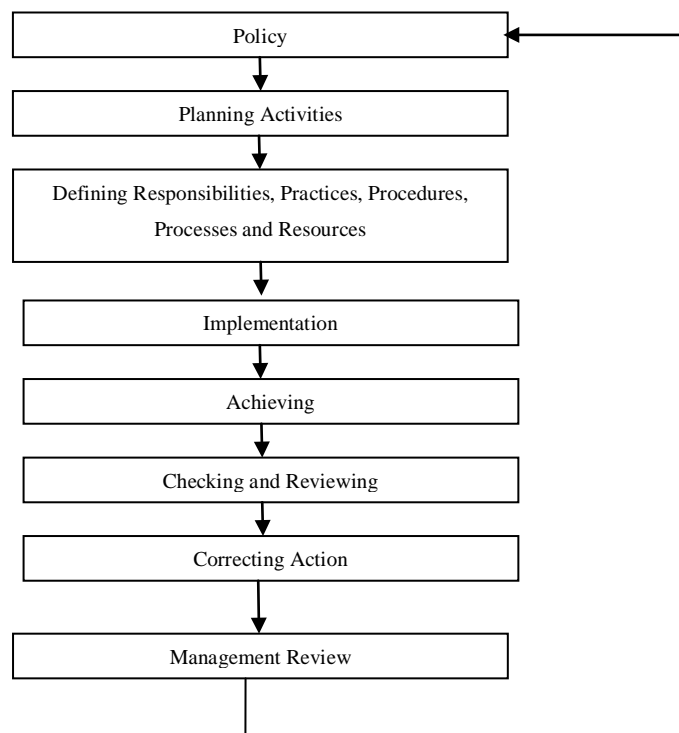 Policy
Planning Activities
Defining Responsibilities, Practices, Procedures,
Processes and Resources
Implementation
Achieving
Checking and Reviewing
Correcting Action
Management Review